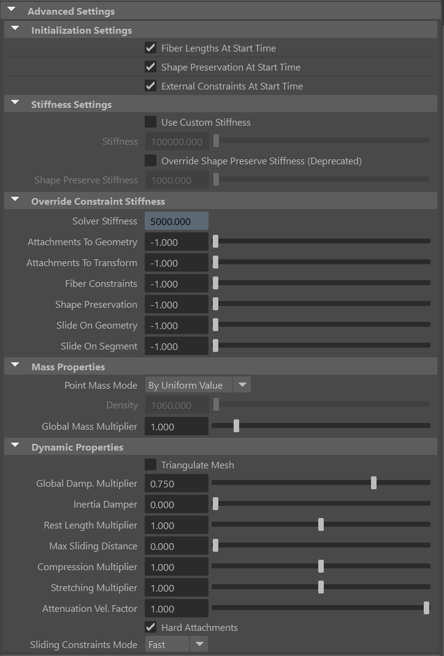 Advanced Settings
Initialization Settings
Fiber Lengths At Start Time
Shape Preservation At Start Time
External Constraints At Start Time
Stiffness Settings
Use Custom Stiffness
Stiffness 100000.000
Override Shape Preserve Stiffness (Deprecated)
Shape Preserve Stiffness 1000.000
Override Constraint Stiffness
Solver Stiffness 5000.000
Attachments To Geometry -1.000
Attachments To Transform -1.000
Fiber Constraints -1.000
Shape Preservation -1.000
Slide On Geometry -1.000
Slide On Segment -1.000
Mass Properties
Point Mass Mode By Uniform Value
Density 1060.000
Global Mass Multiplier 1.000
Dynamic Properties
Triangulate Mesh
Global Damp. Multiplier 0.750
Inertia Damper 0.000
Rest Length Multiplier 1.000
Max Sliding Distance 0.000
Compression Multiplier 1.000
Stretching Multiplier 1.000
Attenuation Vel. Factor 1.000
Hard Attachments
Sliding Constraints Mode Fast